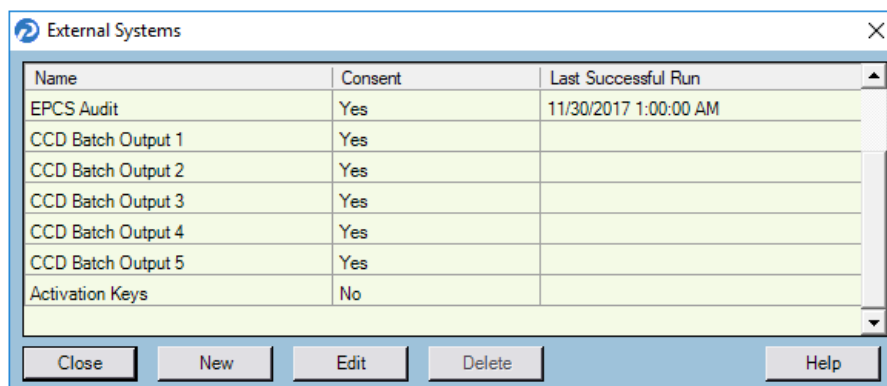 External Systems
Name Consent Last Successful Run
EPCS Audit Yes 11/30/2017 1:00:00 AM
CCD Batch Output 1 Yes
CCD Batch Output 2 Yes
CCD Batch Output 3 Yes
CCD Batch Output 4 Yes
CCD Batch Output 5 Yes
Activation Keys No
Close New Edit Delete Help